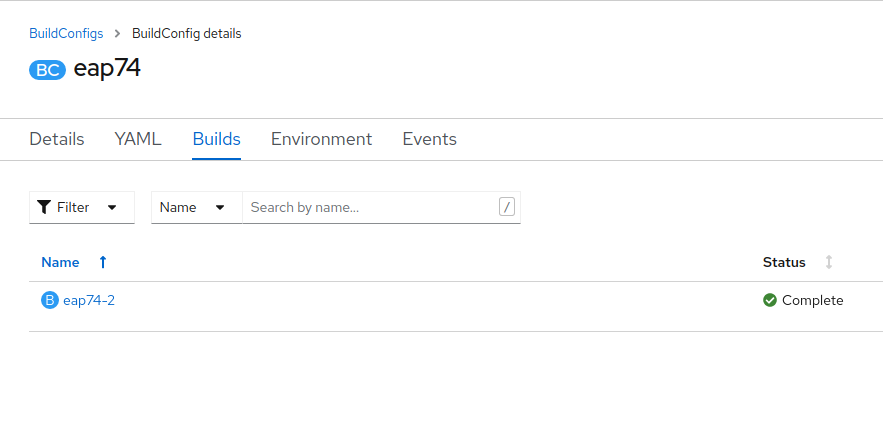 BuildConfigs > BuildConfig details
BC eap74
Details YAML Builds Environment Events
Filter Name Search by name... /
Name Status
B eap74-2 Complete